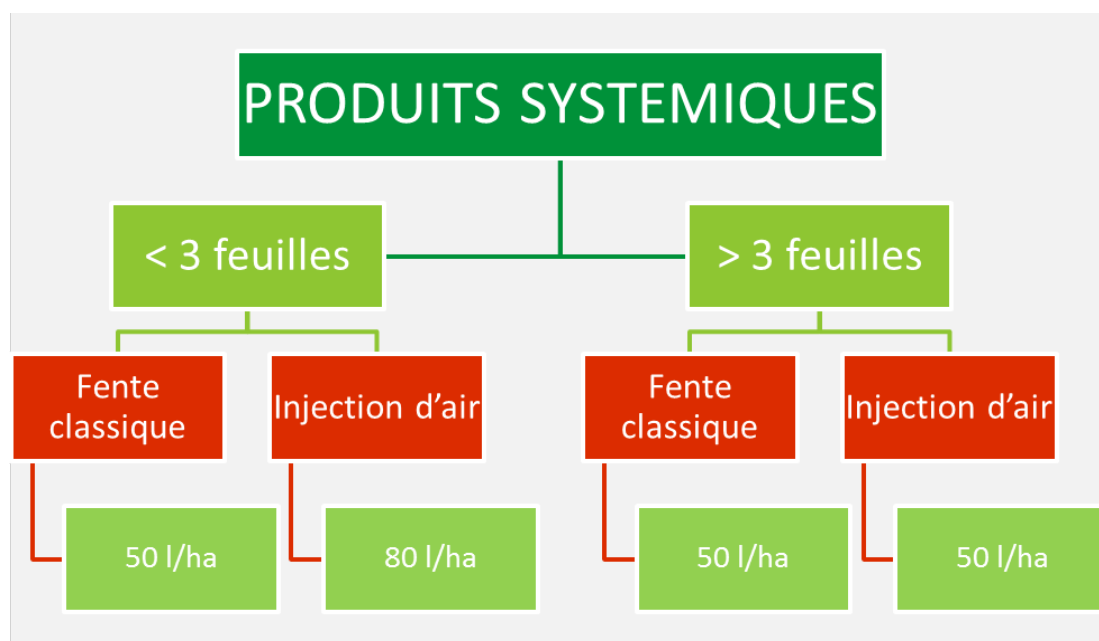 PRODUITS SYSTEMIQUES
< 3 feuilles
> 3 feuilles
Fente
classique
Injection d'air
Fente
classique
Injection d'air
50 l/ha
80 l/ha
50 l/ha
50 l/ha